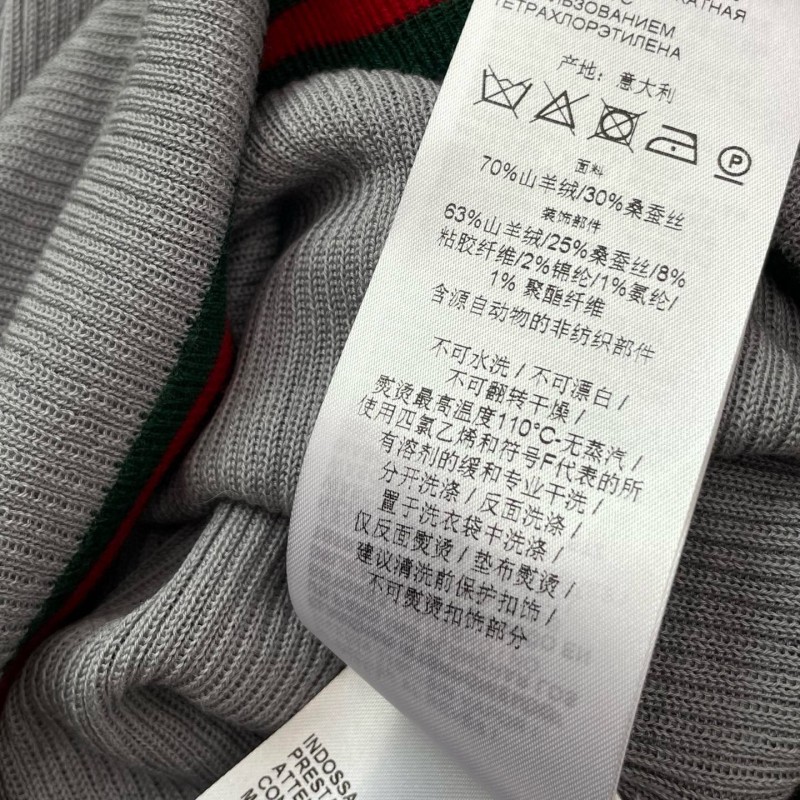 КАТНАЯ
ЛЬЗОВАНИЕМ
ТЕТРАХЛОРЭТИЛЕНА
产地：意大利
P
面料
70%山羊绒/30%桑蚕丝
装饰部件
63%山羊绒/25%桑蚕丝/8%
粘胶纤维/2%锦纶/1%氨纶/
1% 聚酯纤维
含源自动物的非纺织部件
不可水洗 / 不可漂白 /
不可翻转干燥 /
熨烫最高温度110°C-无蒸汽 /
使用四氯乙烯和符号F代表的所
有溶剂的缓和专业干洗 /
分开洗涤 / 反面洗涤 /
置于洗衣袋中洗涤 /
仅反面熨烫 / 垫布熨烫 /
建议清洗前保护扣饰 /
不可熨烫扣饰部分
INDOSSA
PREST
ATTE
CON